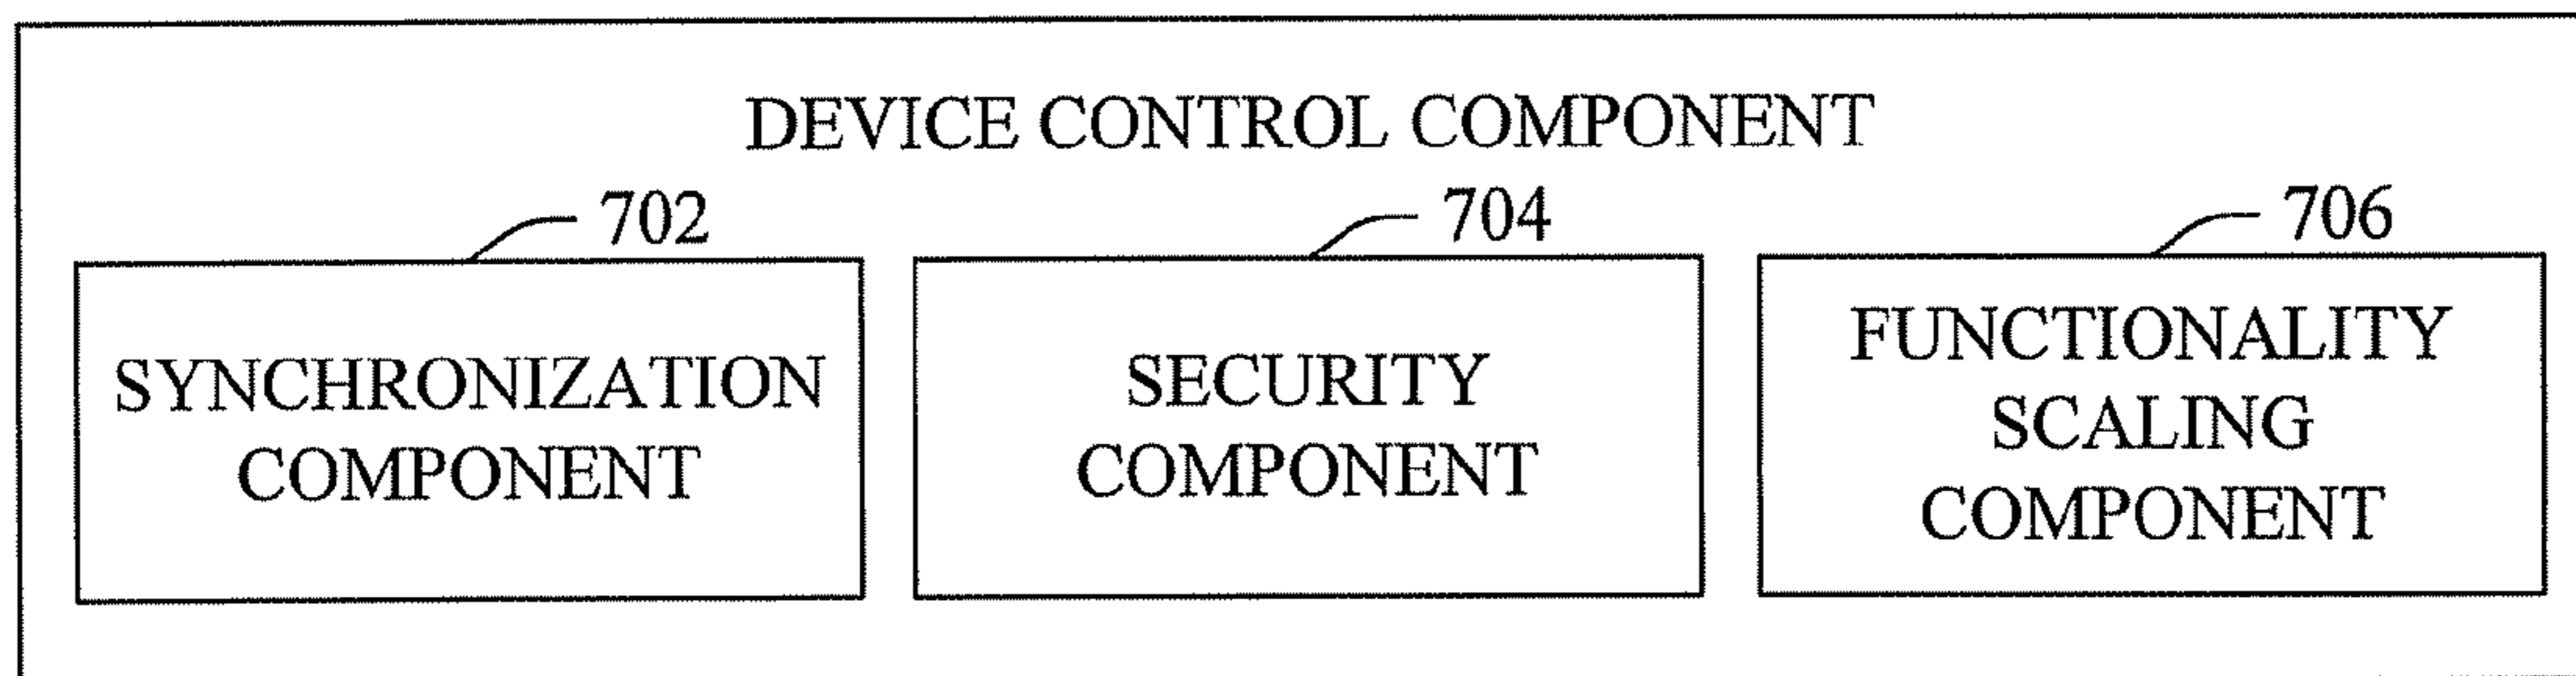 DEVICE CONTROL COMPONENT
702
704
706
SYNCHRONIZATION
COMPONENT
SECURITY
COMPONENT
FUNCTIONALITY
SCALING
COMPONENT